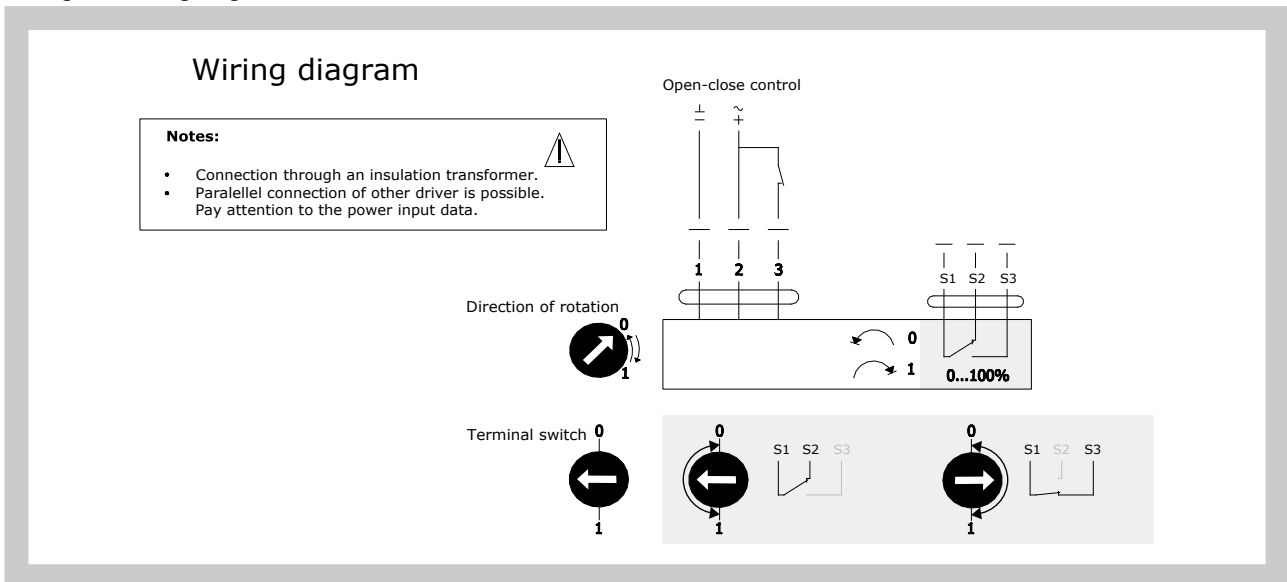 Wiring diagram
Open-close control
Notes:
• Connection through an insulation transformer.
• Paralellel connection of other driver is possible.
Pay attention to the power input data.
⊥ ~
− +
1 2 3
S1 S2 S3
Direction of rotation
0
1
0
1
0...100%
Terminal switch
0
1
0
1
S1 S2 S3
0
1
S1 S2 S3